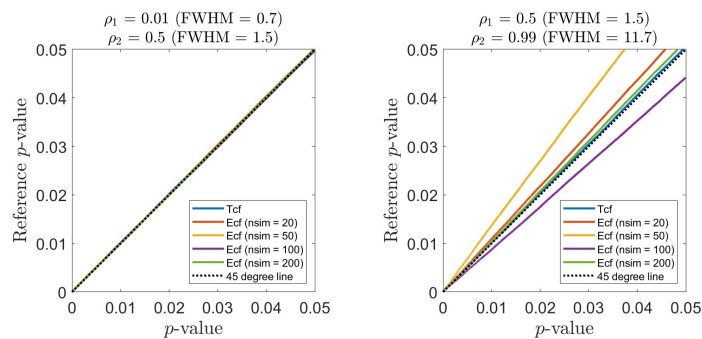 ρ₁ = 0.01 (FWHM = 0.7)
ρ₂ = 0.5 (FWHM = 1.5)
0.05
0.04
0.03
0.02
0.01
0
Reference p-value
Tcf
Ecf (nsim = 20)
Ecf (nsim = 50)
Ecf (nsim = 100)
Ecf (nsim = 200)
45 degree line
0 0.01 0.02 0.03 0.04 0.05
p-value
ρ₁ = 0.5 (FWHM = 1.5)
ρ₂ = 0.99 (FWHM = 11.7)
0.05
0.04
0.03
0.02
0.01
0
Reference p-value
Tcf
Ecf (nsim = 20)
Ecf (nsim = 50)
Ecf (nsim = 100)
Ecf (nsim = 200)
45 degree line
0 0.01 0.02 0.03 0.04 0.05
p-value